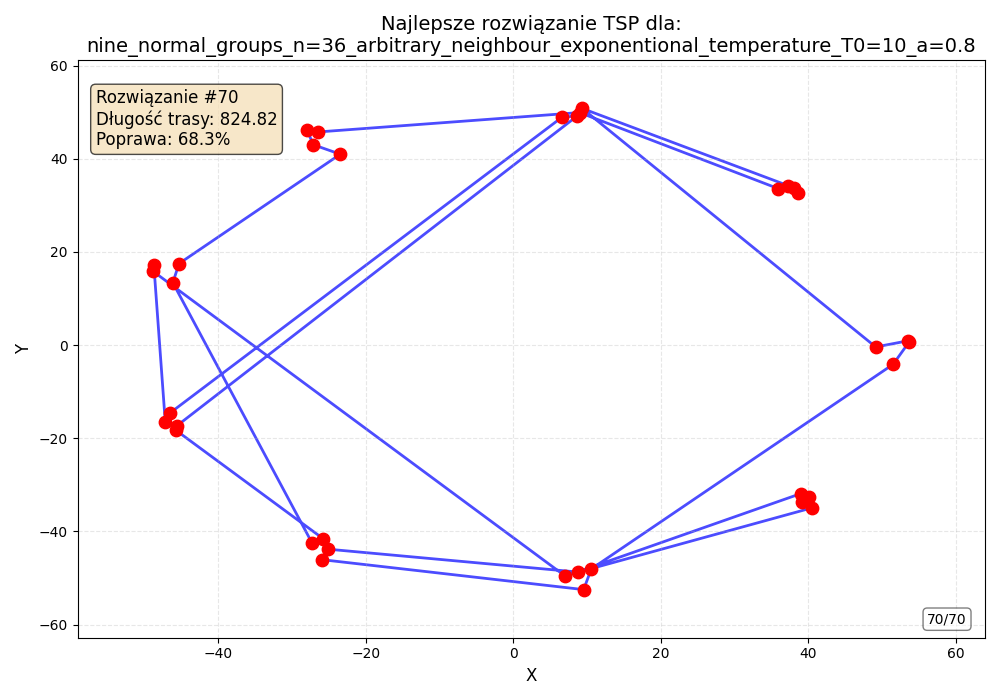 Najlepsze rozwiązanie TSP dla:
nine_normal_groups_n=36_arbitrary_neighbour_exponentional_temperature_T0=10_a=0.8
Rozwiązanie #70
Długość trasy: 824.82
Poprawa: 68.3%
60
40
20
0
−20
−40
−60
Y
70/70
−40
−20
0
20
40
60
X